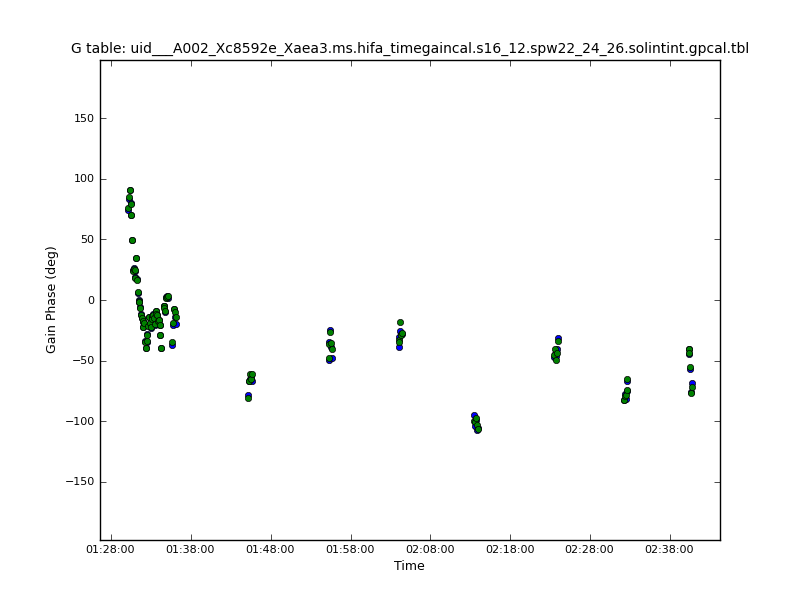 G table: uid___A002_Xc8592e_Xaea3.ms.hifa_timegaincal.s16_12.spw22_24_26.solintint.gpcal.tbl
Gain Phase (deg)
150
100
50
0
−50
−100
−150
01:28:00 01:38:00 01:48:00 01:58:00 02:08:00 02:18:00 02:28:00 02:38:00
Time